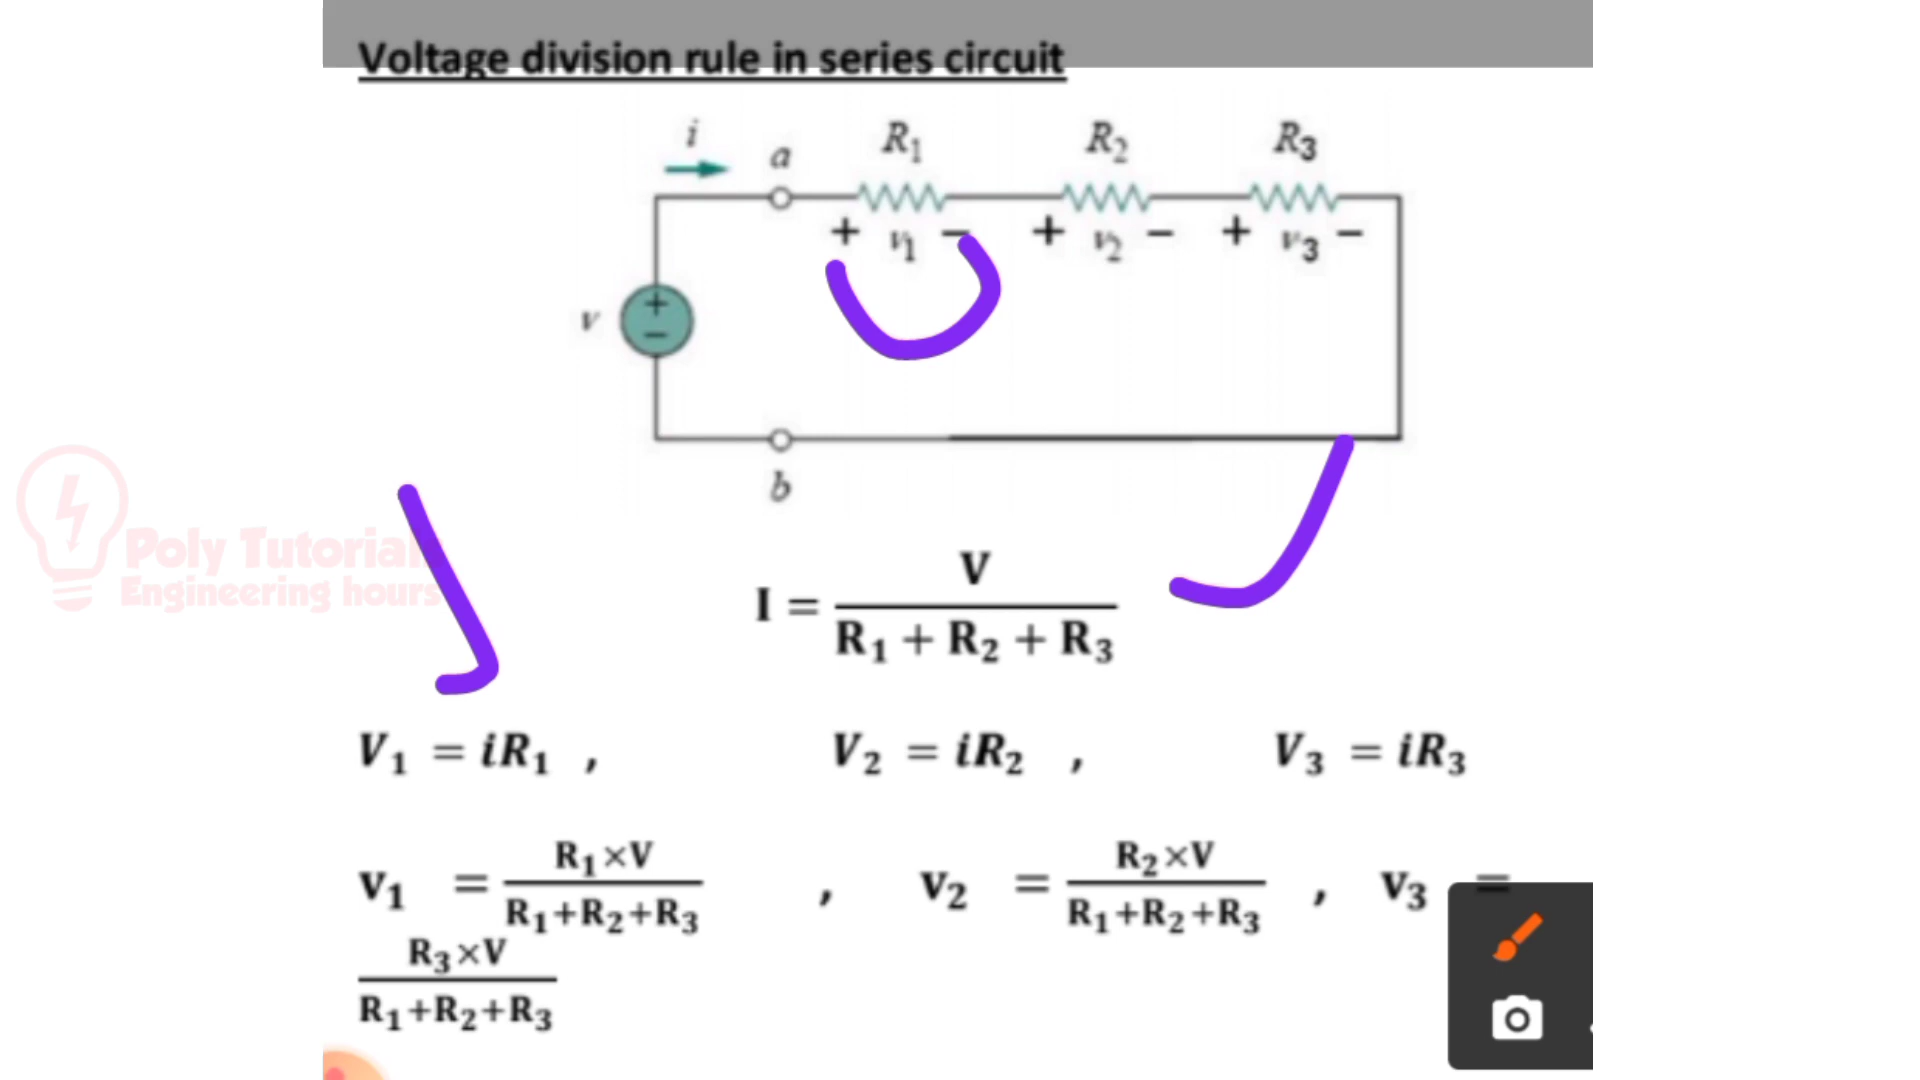 Voltage division rule in series circuit
i
a
R₁ R₂ R₃
+ v₁ − + v₂ − + v₃ −
v
+
−
b
Poly Tutorial
Engineering hours
I = V / (R₁ + R₂ + R₃)
V₁ = iR₁ , V₂ = iR₂ , V₃ = iR₃
v₁ = R₁×V / (R₁+R₂+R₃) , v₂ = R₂×V / (R₁+R₂+R₃) , v₃ =
R₃×V / (R₁+R₂+R₃)